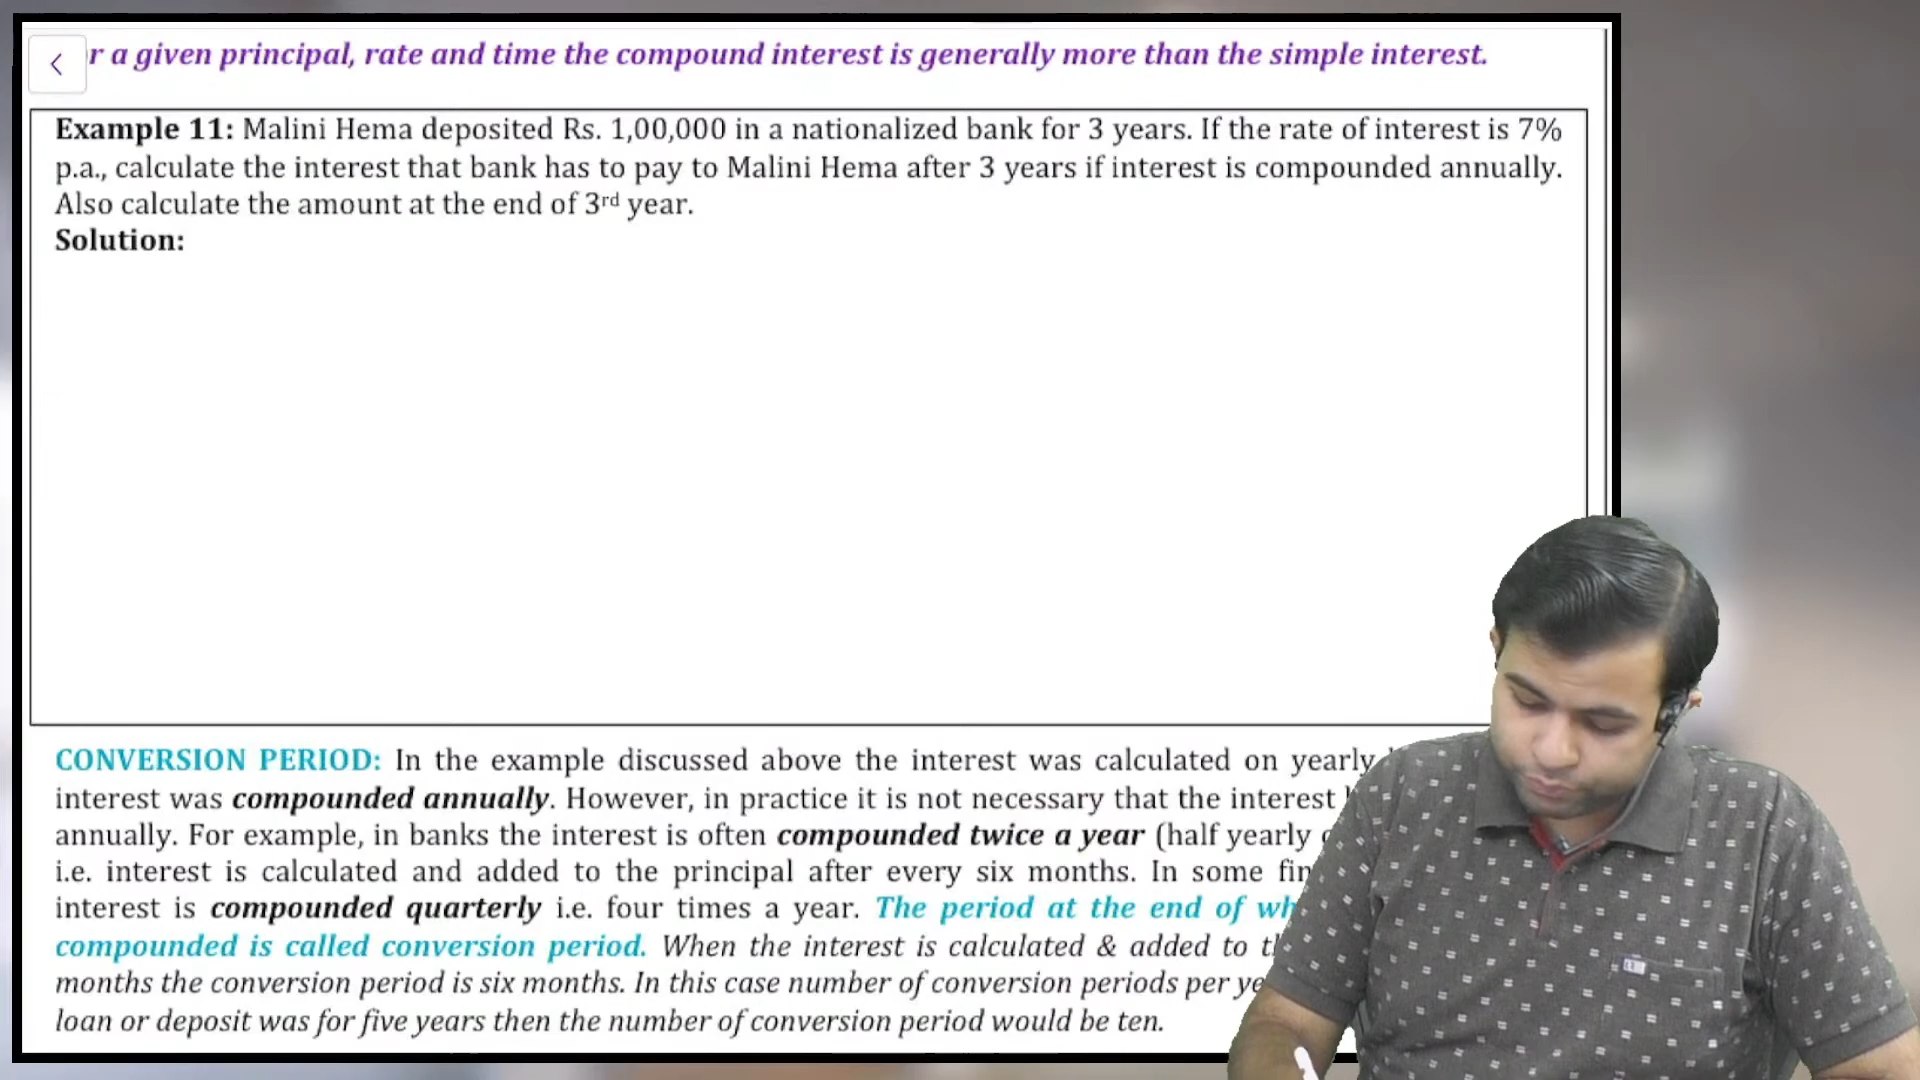 r a given principal, rate and time the compound interest is generally more than the simple interest.
Example 11: Malini Hema deposited Rs. 1,00,000 in a nationalized bank for 3 years. If the rate of interest is 7%
p.a., calculate the interest that bank has to pay to Malini Hema after 3 years if interest is compounded annually.
Also calculate the amount at the end of 3rd year.
Solution:
CONVERSION PERIOD: In the example discussed above the interest was calculated on yearly
interest was compounded annually. However, in practice it is not necessary that the interest
annually. For example, in banks the interest is often compounded twice a year (half yearly
i.e. interest is calculated and added to the principal after every six months. In some
interest is compounded quarterly i.e. four times a year. The period at the end of
compounded is called conversion period. When the interest is calculated & added to
months the conversion period is six months. In this case number of conversion periods per
loan or deposit was for five years then the number of conversion period would be ten.